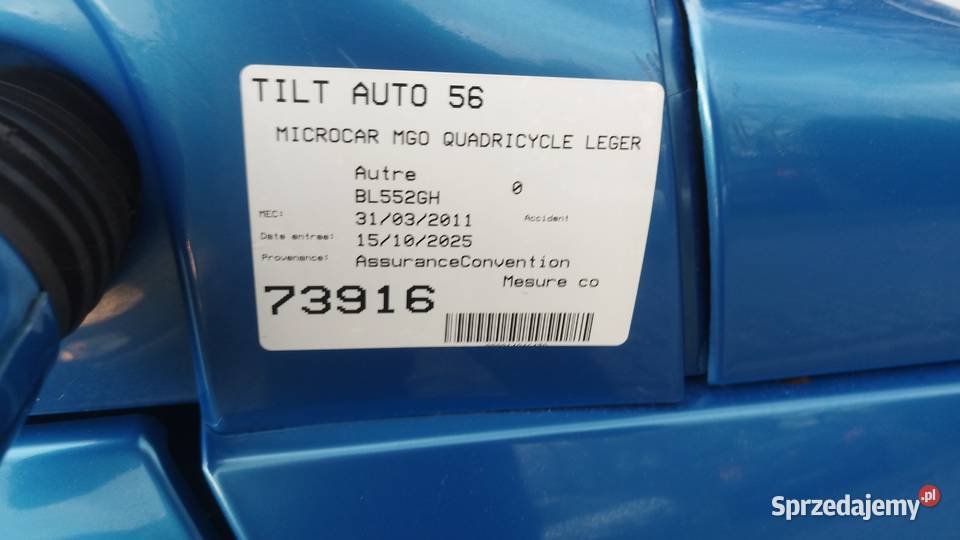 TILT AUTO 56
MICROCAR MGO QUADRICYCLE LEGER
Autre 0
BL552GH
MEC: 31/03/2011 Accident
Date entree: 15/10/2025
Provenance: AssuranceConvention
Mesure co
73916
Sprzedajemy.pl